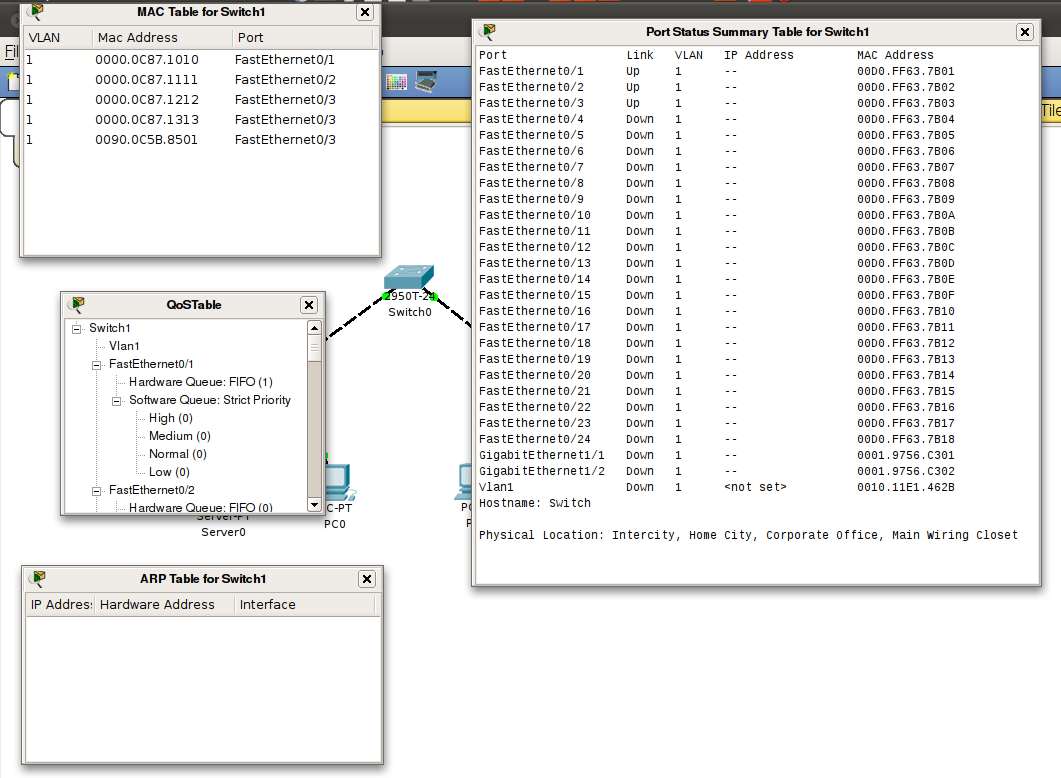 MAC Table for Switch1
VLAN Mac Address Port
1 0000.0C87.1010 FastEthernet0/1
1 0000.0C87.1111 FastEthernet0/2
1 0000.0C87.1212 FastEthernet0/3
1 0000.0C87.1313 FastEthernet0/3
1 0090.0C5B.8501 FastEthernet0/3
Port Status Summary Table for Switch1
Port Link VLAN IP Address MAC Address
FastEthernet0/1 Up 1 -- 00D0.FF63.7B01
FastEthernet0/2 Up 1 -- 00D0.FF63.7B02
FastEthernet0/3 Up 1 -- 00D0.FF63.7B03
FastEthernet0/4 Down 1 -- 00D0.FF63.7B04
FastEthernet0/5 Down 1 -- 00D0.FF63.7B05
FastEthernet0/6 Down 1 -- 00D0.FF63.7B06
FastEthernet0/7 Down 1 -- 00D0.FF63.7B07
FastEthernet0/8 Down 1 -- 00D0.FF63.7B08
FastEthernet0/9 Down 1 -- 00D0.FF63.7B09
FastEthernet0/10 Down 1 -- 00D0.FF63.7B0A
FastEthernet0/11 Down 1 -- 00D0.FF63.7B0B
FastEthernet0/12 Down 1 -- 00D0.FF63.7B0C
FastEthernet0/13 Down 1 -- 00D0.FF63.7B0D
FastEthernet0/14 Down 1 -- 00D0.FF63.7B0E
FastEthernet0/15 Down 1 -- 00D0.FF63.7B0F
FastEthernet0/16 Down 1 -- 00D0.FF63.7B10
FastEthernet0/17 Down 1 -- 00D0.FF63.7B11
FastEthernet0/18 Down 1 -- 00D0.FF63.7B12
FastEthernet0/19 Down 1 -- 00D0.FF63.7B13
FastEthernet0/20 Down 1 -- 00D0.FF63.7B14
FastEthernet0/21 Down 1 -- 00D0.FF63.7B15
FastEthernet0/22 Down 1 -- 00D0.FF63.7B16
FastEthernet0/23 Down 1 -- 00D0.FF63.7B17
FastEthernet0/24 Down 1 -- 00D0.FF63.7B18
GigabitEthernet1/1 Down 1 -- 0001.9756.C301
GigabitEthernet1/2 Down 1 -- 0001.9756.C302
Vlan1 Down 1 <not set> 0010.11E1.462B
Hostname: Switch
Physical Location: Intercity, Home City, Corporate Office, Main Wiring Closet
2950T-24
Switch0
QoSTable
Switch1
Vlan1
FastEthernet0/1
Hardware Queue: FIFO (1)
Software Queue: Strict Priority
High (0)
Medium (0)
Normal (0)
Low (0)
FastEthernet0/2
Hardware Queue: FIFO (0)
Server-PT
Server0
C-PT
PC0
ARP Table for Switch1
IP Addres Hardware Address Interface